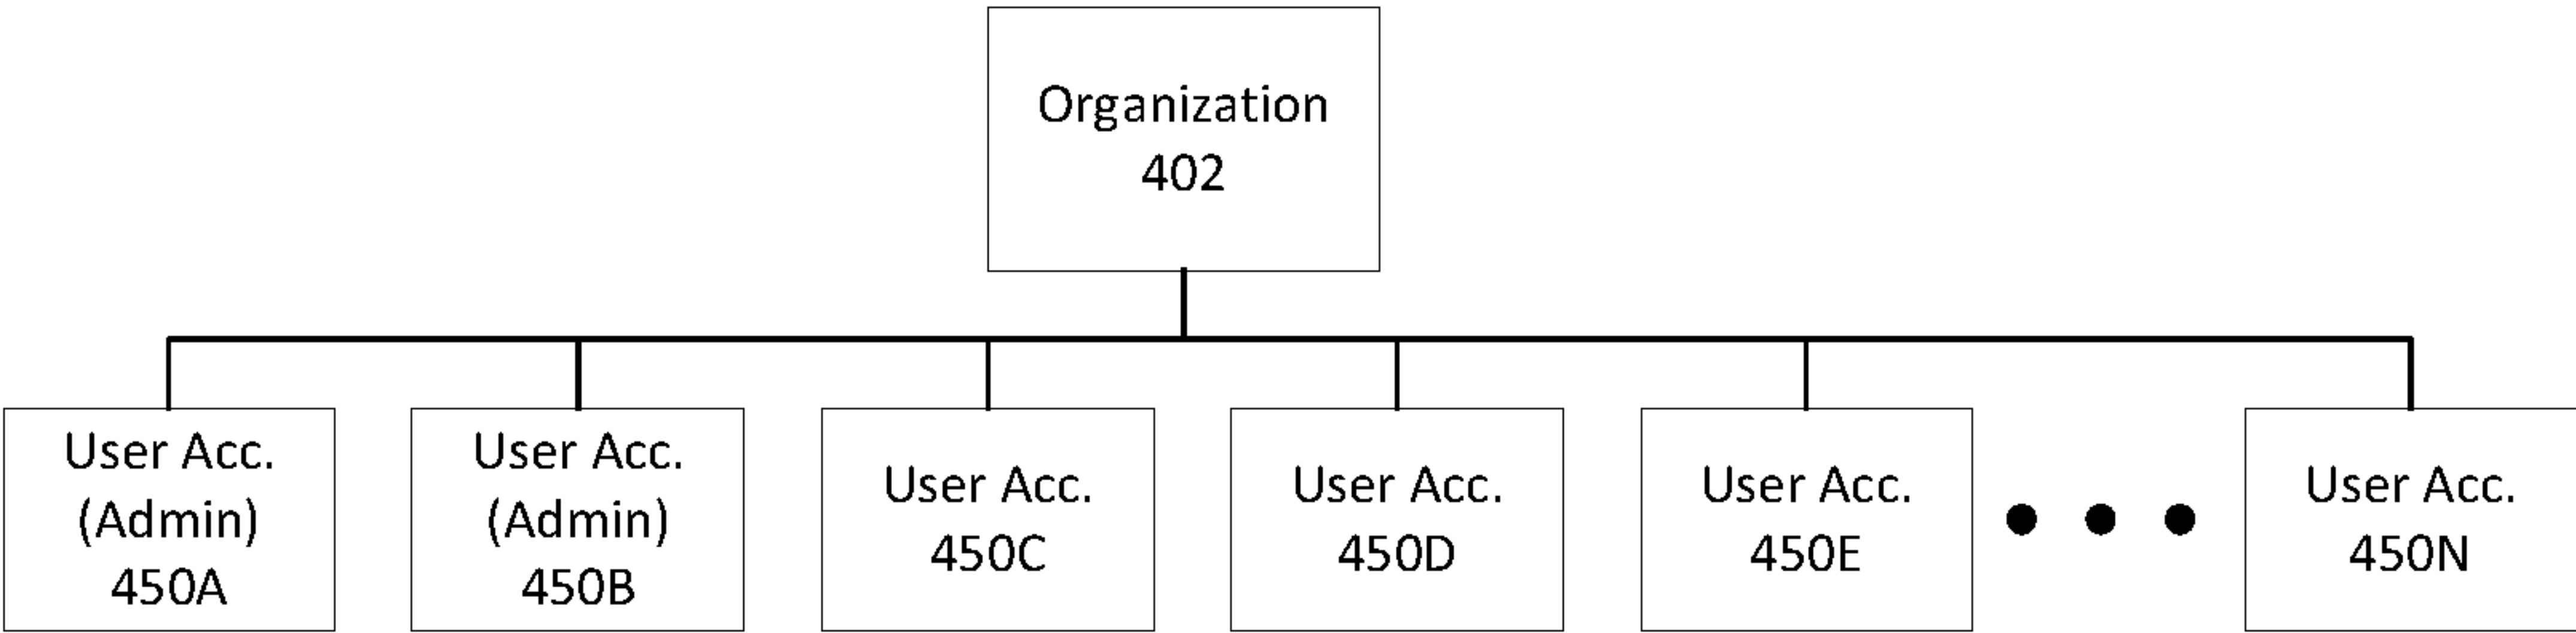 Organization
402
User Acc.
(Admin)
450A
User Acc.
(Admin)
450B
User Acc.
450C
User Acc.
450D
User Acc.
450E
User Acc.
450N